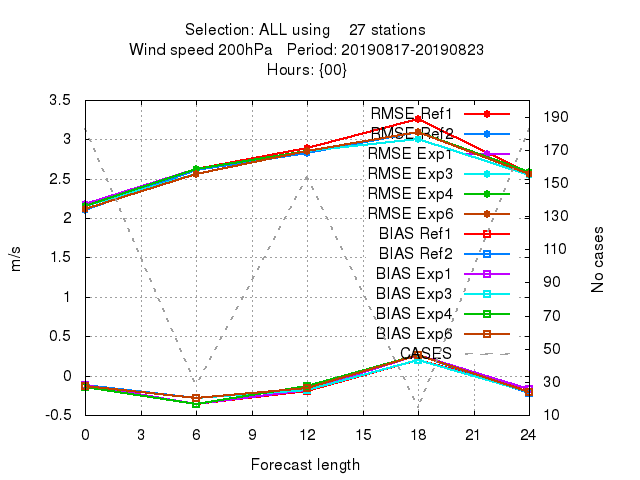 Selection: ALL using 27 stations
Wind speed 200hPa Period: 20190817-20190823
Hours: {00}
3.5
3
2.5
2
1.5
1
0.5
0
-0.5
m/s
RMSE Ref1
RMSE Ref2
RMSE Exp1
RMSE Exp3
RMSE Exp4
RMSE Exp6
BIAS Ref1
BIAS Ref2
BIAS Exp1
BIAS Exp3
BIAS Exp4
BIAS Exp6
CASES
190
170
150
130
110
90
70
50
30
10
No cases
0 3 6 9 12 15 18 21 24
Forecast length